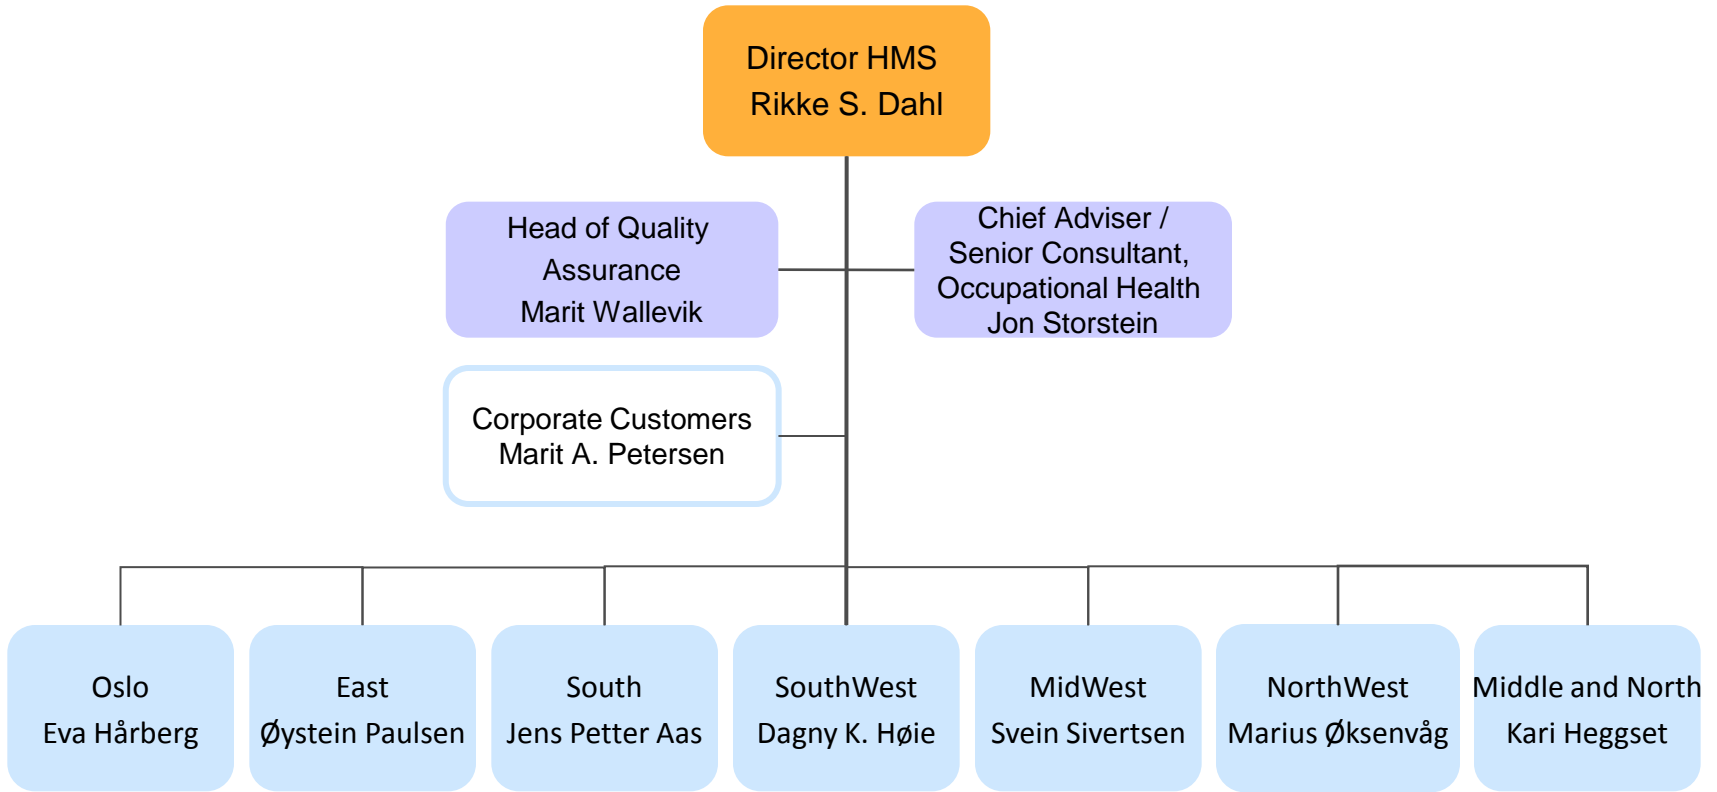 Director HMS
Rikke S. Dahl
Head of Quality
Assurance
Marit Wallevik
Chief Adviser /
Senior Consultant,
Occupational Health
Jon Storstein
Corporate Customers
Marit A. Petersen
Oslo
Eva Hårberg
East
Øystein Paulsen
South
Jens Petter Aas
SouthWest
Dagny K. Høie
MidWest
Svein Sivertsen
NorthWest
Marius Øksenvåg
Middle and North
Kari Heggset